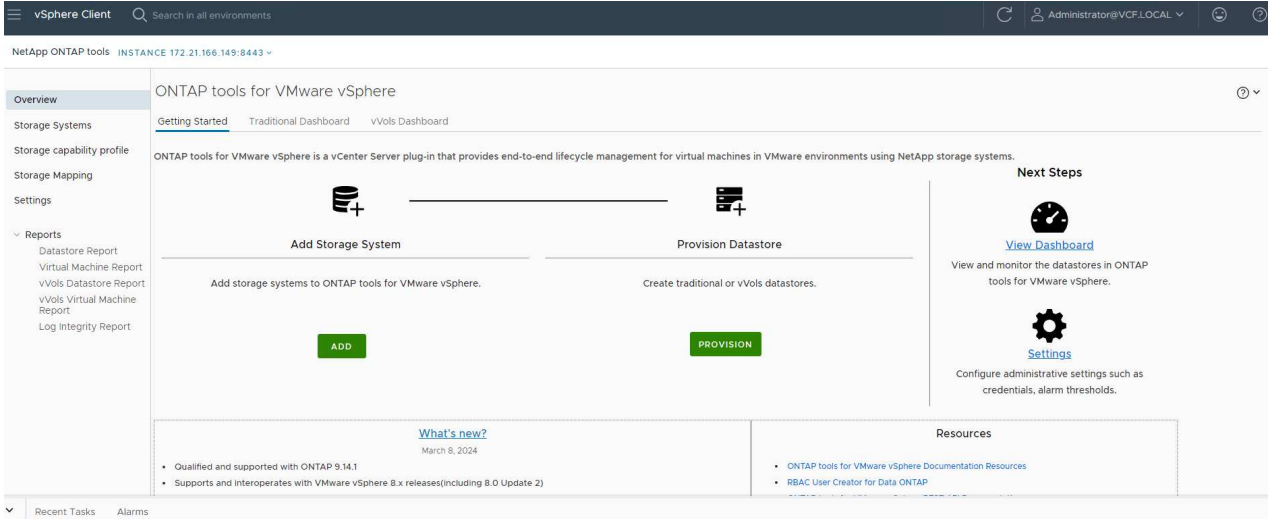 vSphere Client
Search in all environments
Administrator@VCF.LOCAL
NetApp ONTAP tools INSTANCE 172.21.166.149:8443
Overview
Storage Systems
Storage capability profile
Storage Mapping
Settings
Reports
Datastore Report
Virtual Machine Report
vVols Datastore Report
vVols Virtual Machine
Report
Log Integrity Report
ONTAP tools for VMware vSphere
Getting Started
Traditional Dashboard
vVols Dashboard
ONTAP tools for VMware vSphere is a vCenter Server plug-in that provides end-to-end lifecycle management for virtual machines in VMware environments using NetApp storage systems.
Add Storage System
Add storage systems to ONTAP tools for VMware vSphere.
ADD
Provision Datastore
Create traditional or vVols datastores.
PROVISION
Next Steps
View Dashboard
View and monitor the datastores in ONTAP
tools for VMware vSphere.
Settings
Configure administrative settings such as
credentials, alarm thresholds.
What's new?
March 8, 2024
• Qualified and supported with ONTAP 9.14.1
• Supports and interoperates with VMware vSphere 8.x releases(including 8.0 Update 2)
Resources
• ONTAP tools for VMware vSphere Documentation Resources
• RBAC User Creator for Data ONTAP
Recent Tasks
Alarms